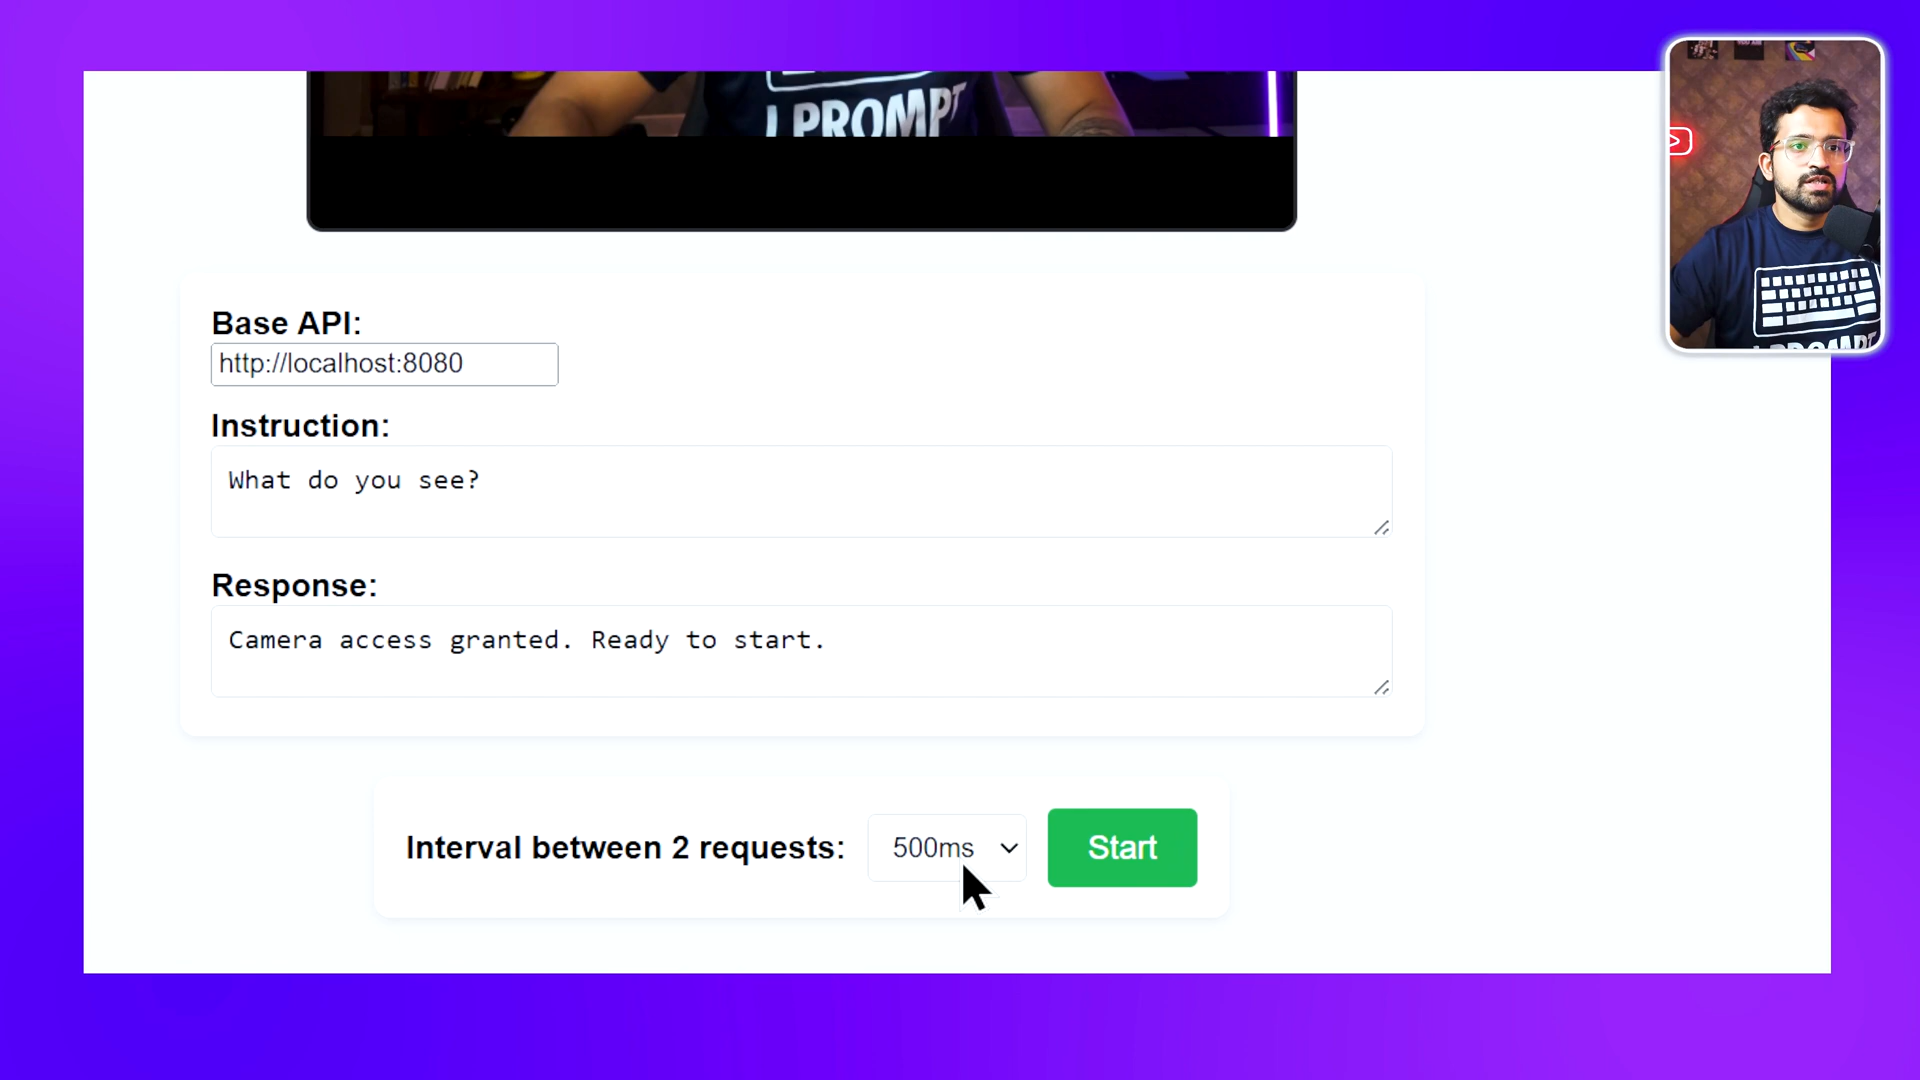 I PROMPT
Base API:
http://localhost:8080
Instruction:
What do you see?
Response:
Camera access granted. Ready to start.
Interval between 2 requests:
500ms
Start